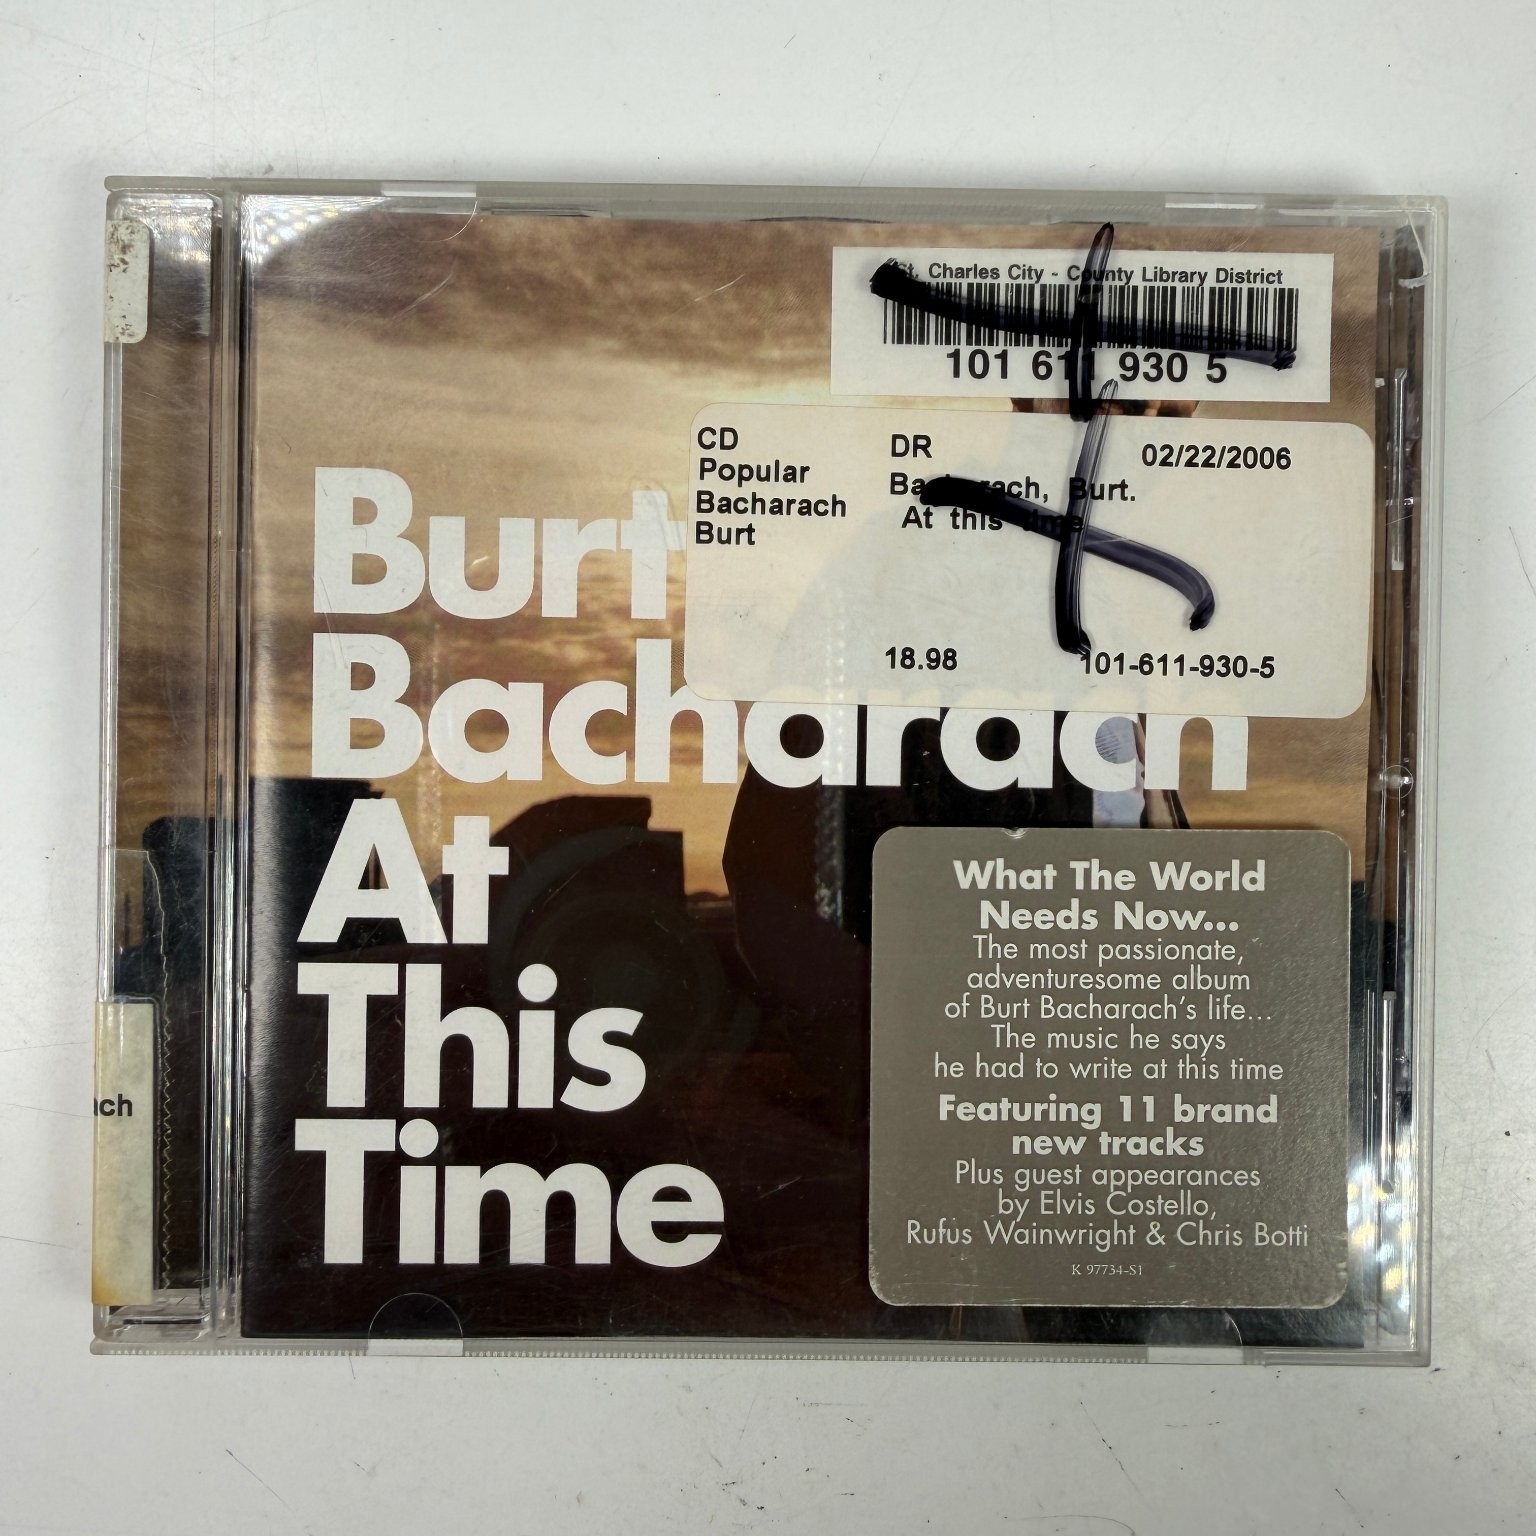 St. Charles City - County Library District
101 611 930 5
CD
Popular
Bacharach
Burt
DR
02/22/2006
Bacharach, Burt.
At this time
18.98
101-611-930-5
Burt
Bacharach
At
This
Time
ach
What The World
Needs Now...
The most passionate,
adventuresome album
of Burt Bacharach's life...
The music he says
he had to write at this time
Featuring 11 brand
new tracks
Plus guest appearances
by Elvis Costello,
Rufus Wainwright & Chris Botti
K 97734-S1